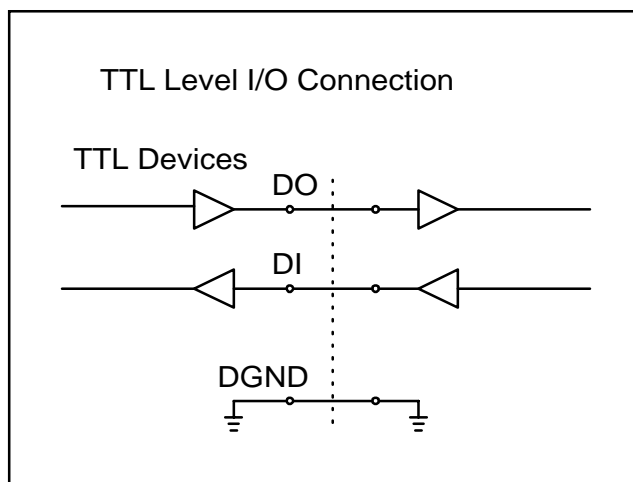 TTL Level I/O Connection
TTL Devices
DO
DI
DGND